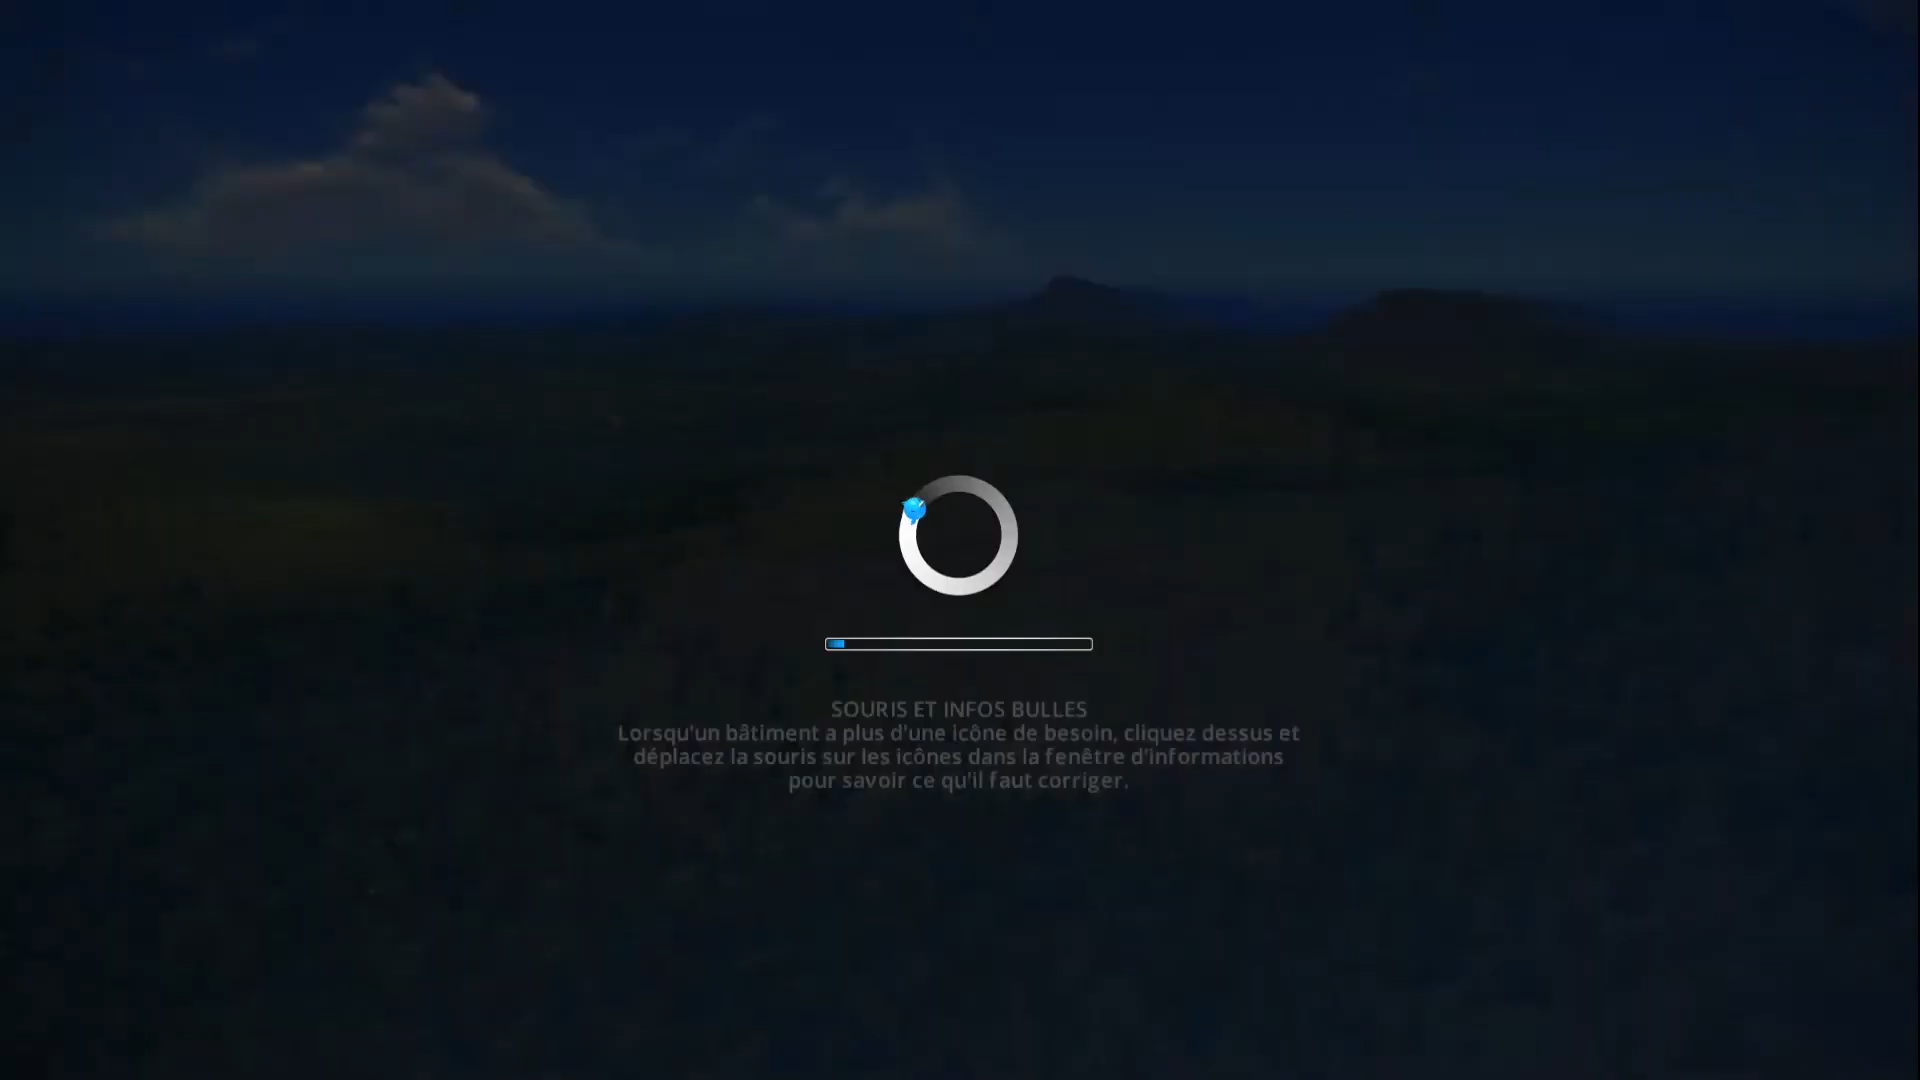 SOURIS ET INFOS BULLES
Lorsqu'un bâtiment a plus d'une icône de besoin, cliquez dessus et
déplacez la souris sur les icônes dans la fenêtre d'informations
pour savoir ce qu'il faut corriger.